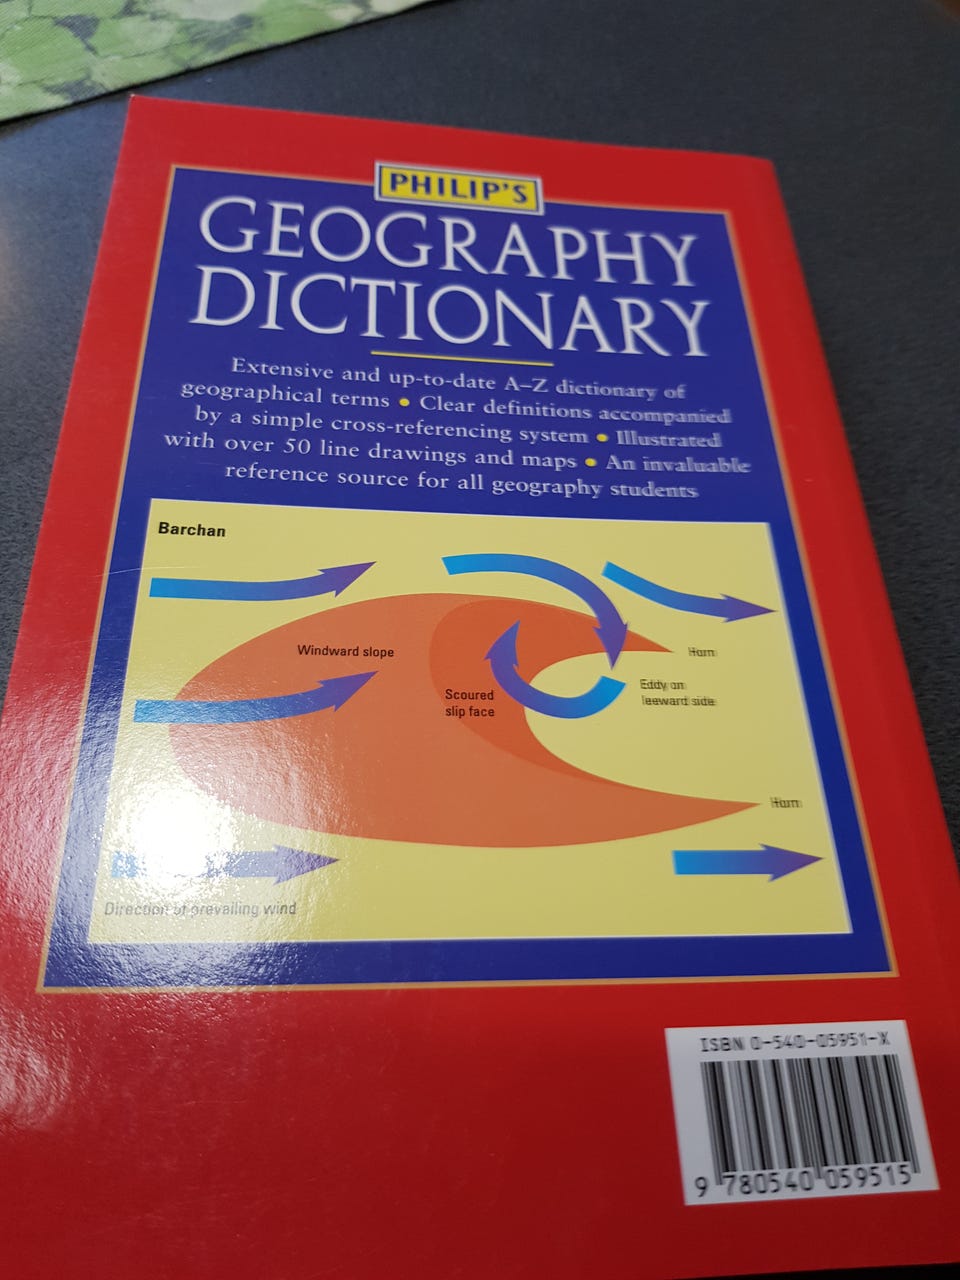 PHILIP'S
GEOGRAPHY
DICTIONARY
Extensive and up-to-date A–Z dictionary of
geographical terms • Clear definitions accompanied
by a simple cross-referencing system • Illustrated
with over 50 line drawings and maps • An invaluable
reference source for all geography students
Barchan
Windward slope
Horn
Scoured
slip face
Eddy on
leeward side
Horn
Direction of prevailing wind
ISBN 0-540-05951-X
9 780540 059515